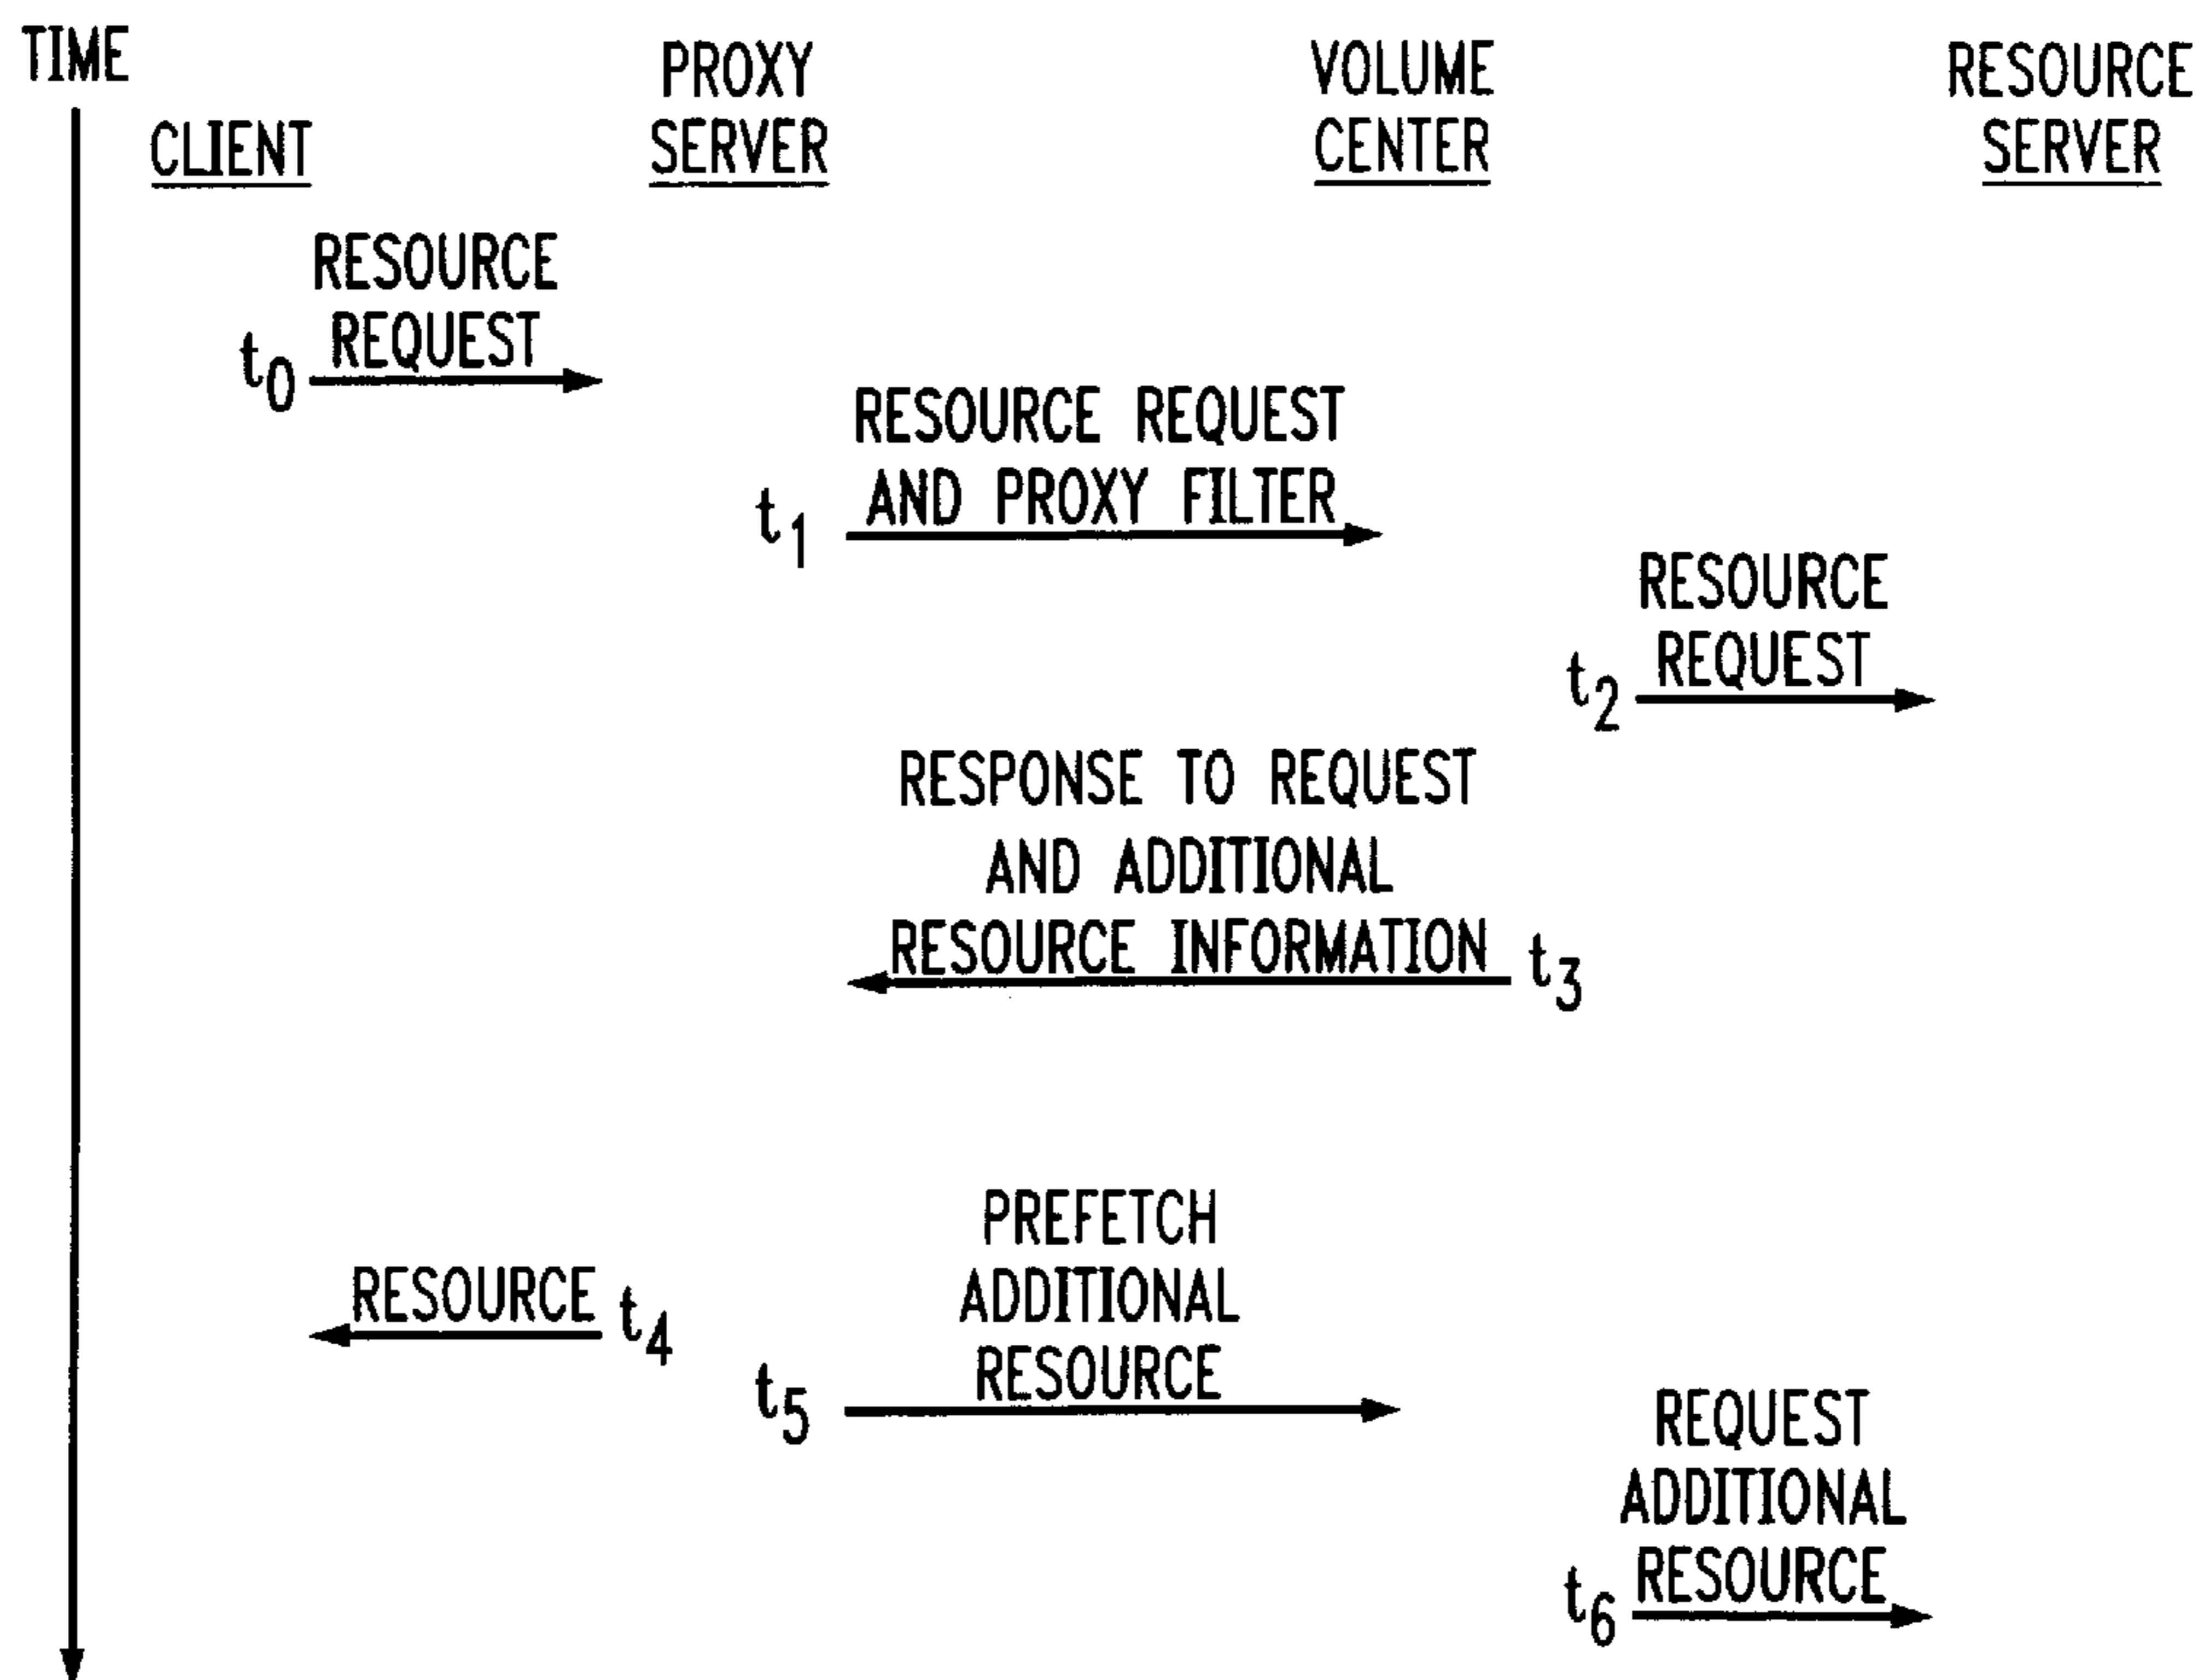 TIME
CLIENT
PROXY
SERVER
VOLUME
CENTER
RESOURCE
SERVER
RESOURCE
REQUEST
t0
RESOURCE REQUEST
AND PROXY FILTER
t1
RESOURCE
REQUEST
t2
RESPONSE TO REQUEST
AND ADDITIONAL
RESOURCE INFORMATION
t3
RESOURCE
t4
PREFETCH
ADDITIONAL
RESOURCE
t5
REQUEST
ADDITIONAL
RESOURCE
t6